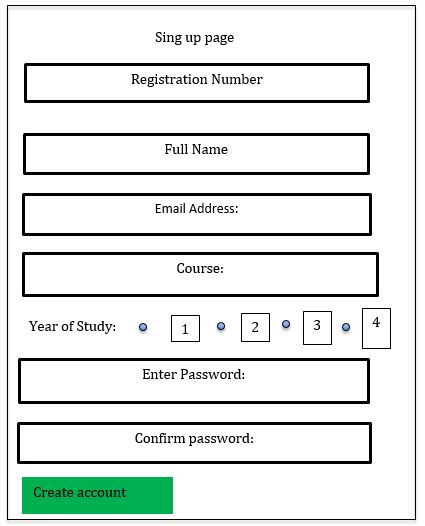 Sing up page
Registration Number
Full Name
Email Address:
Course:
Year of Study: 1 2 3 4
Enter Password:
Confirm password:
Create account